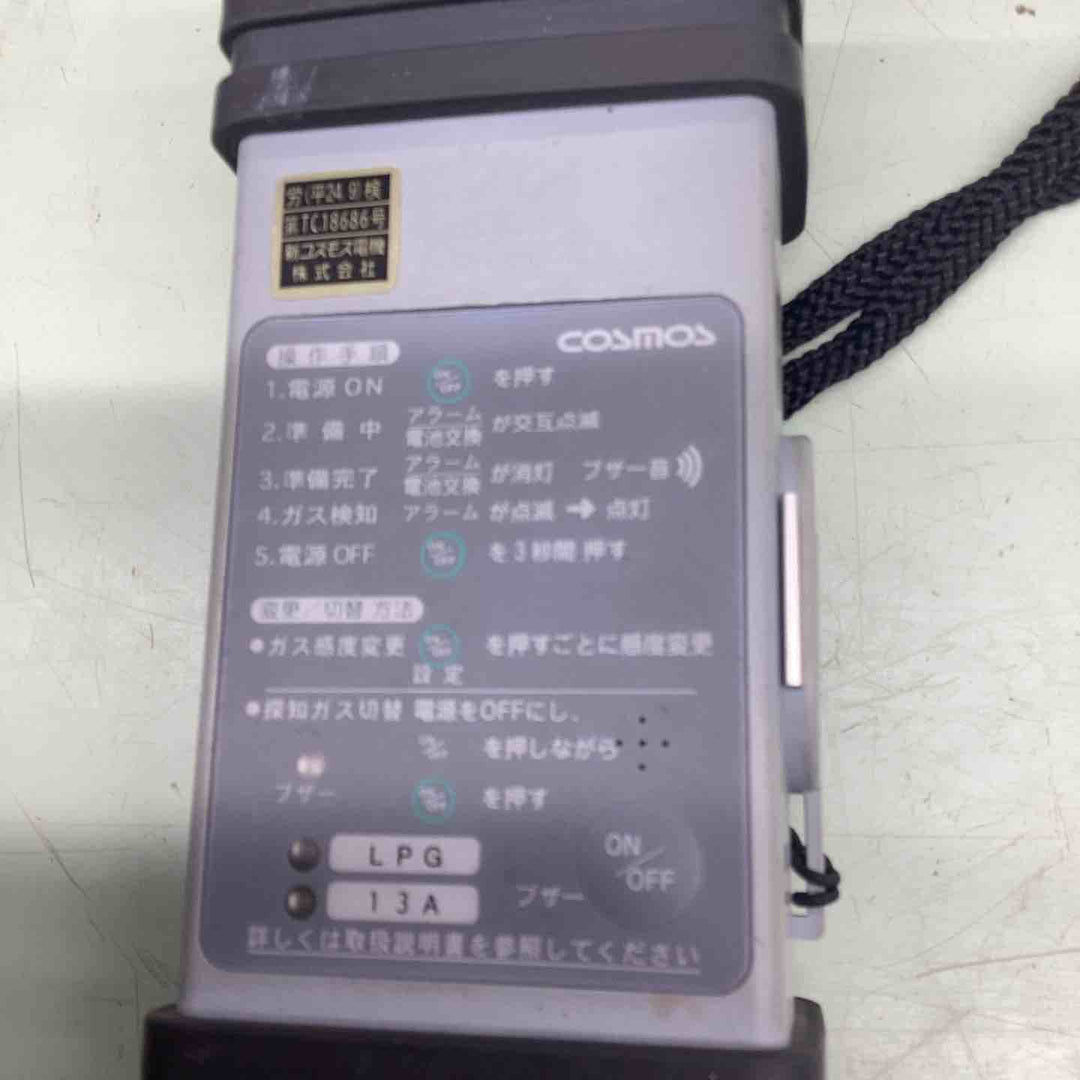 労(平24.9)検
第TC18686号
新コスモス電機
株式会社
COSMOS
操作手順
1.電源 ON ON/OFF を押す
2.準 備 中 アラーム 電池交換 が交互点滅
3.準備完了 アラーム 電池交換 が消灯 ブザー音
4.ガス検知 アラーム が点滅 ➔ 点灯
5.電源 OFF ON/OFF を3秒間 押す
変更/切替 方法
●ガス感度変更 を押すごとに感度変更
設 定
●探知ガス切替 電源をOFFにし、
を押しながら
を押す
ブザー
LPG
13A
ブザー
ON/OFF
詳しくは取扱説明書を参照してください